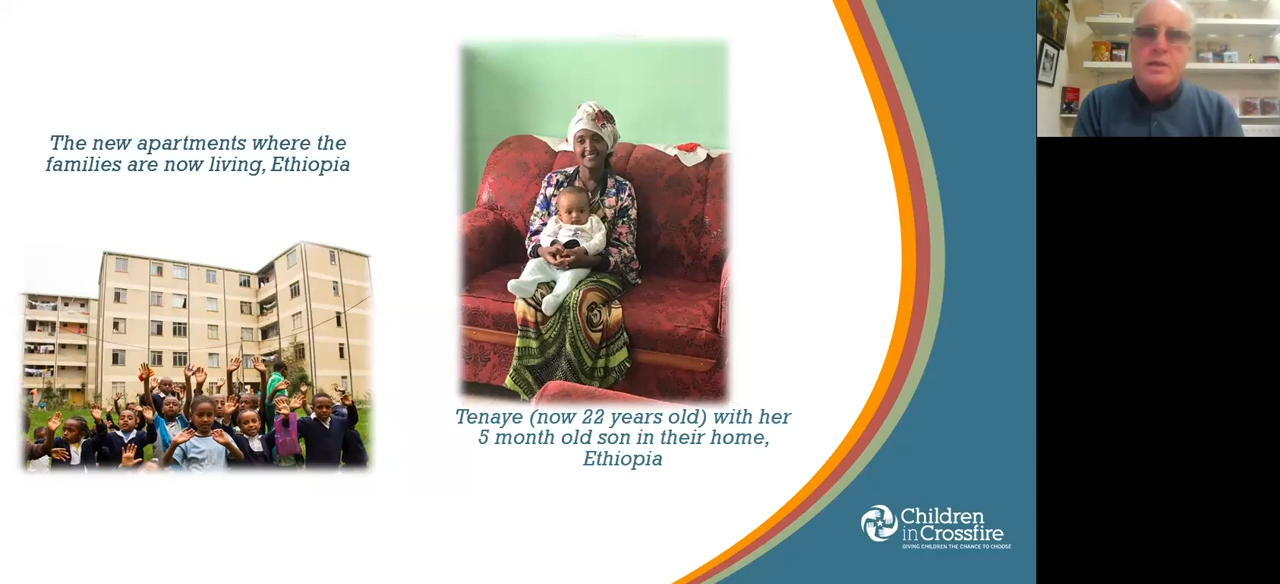 The new apartments where the
families are now living, Ethiopia
Tenaye (now 22 years old) with her
5 month old son in their home,
Ethiopia
Children
in Crossfire
GIVING CHILDREN THE CHANCE TO CHOOSE